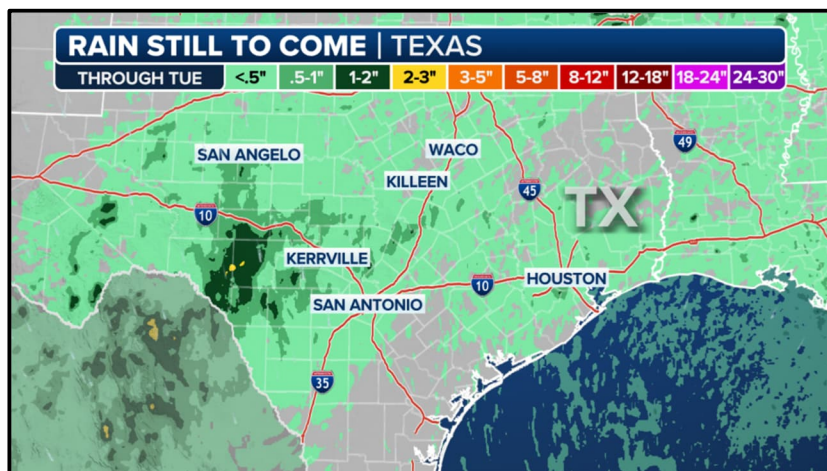 RAIN STILL TO COME | TEXAS
THROUGH TUE <.5" .5-1" 1-2" 2-3" 3-5" 5-8" 8-12" 12-18" 18-24" 24-30"
WACO
49
SAN ANGELO
KILLEEN
45
TX
10
KERRVILLE
HOUSTON
10
SAN ANTONIO
35